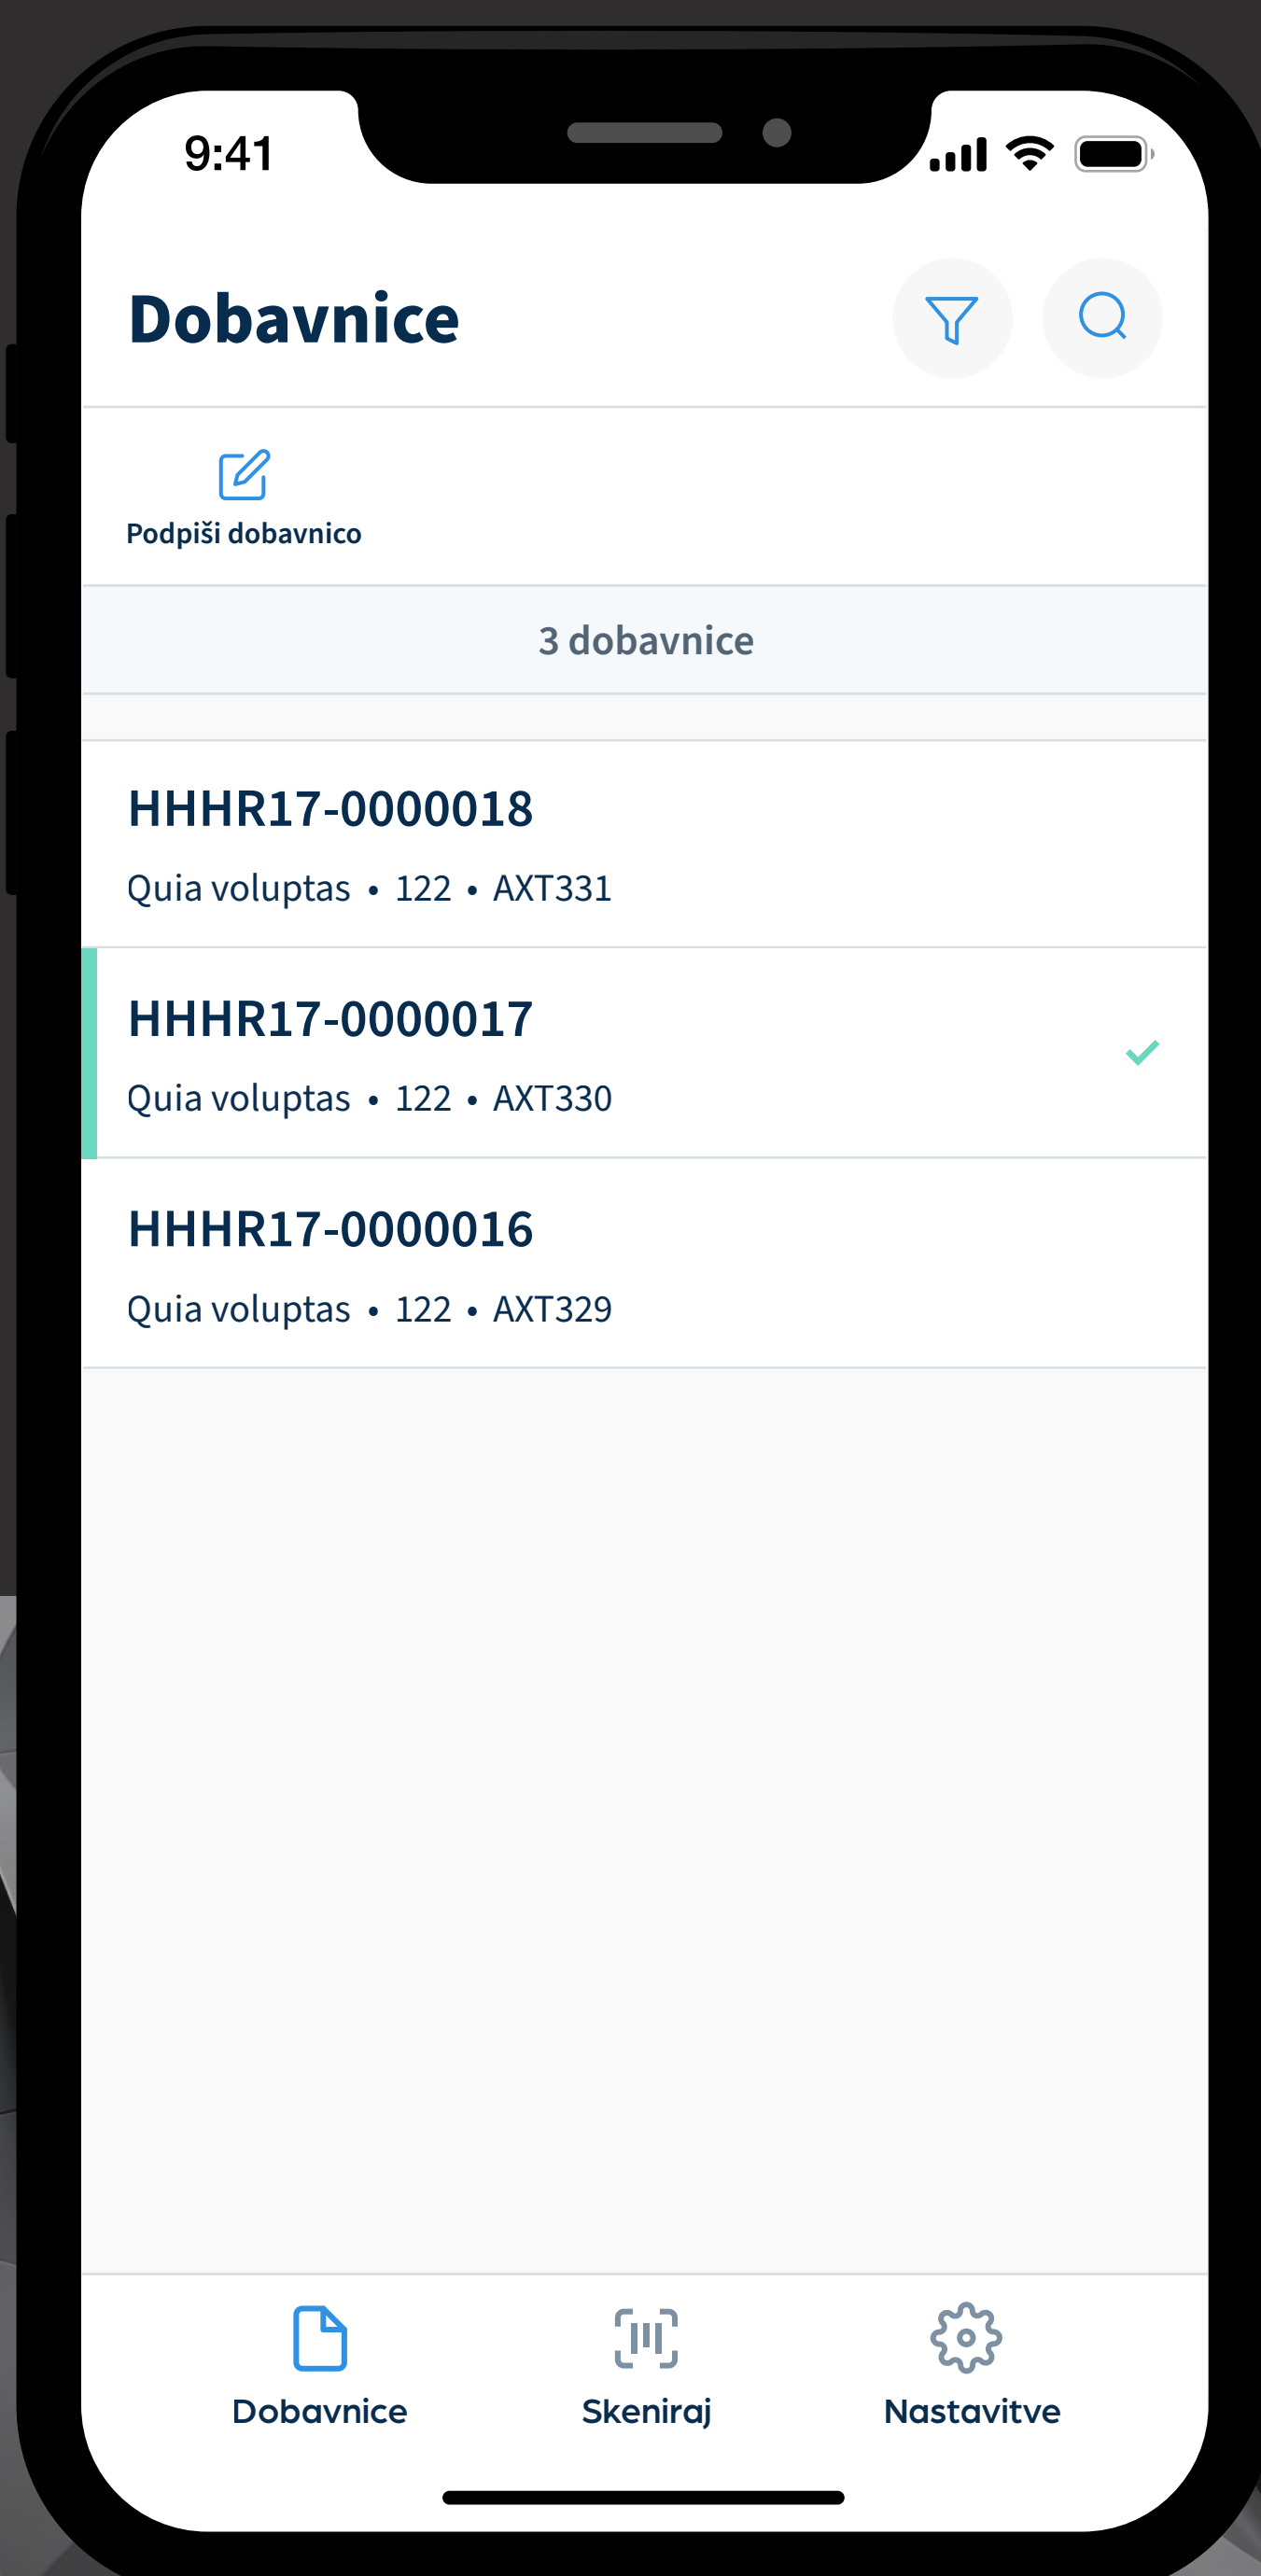 9:41
Dobavnice
Podpiši dobavnico
3 dobavnice
HHHR17-0000018
Quia voluptas • 122 • AXT331
HHHR17-0000017
Quia voluptas • 122 • AXT330
HHHR17-0000016
Quia voluptas • 122 • AXT329
Dobavnice
Skeniraj
Nastavitve